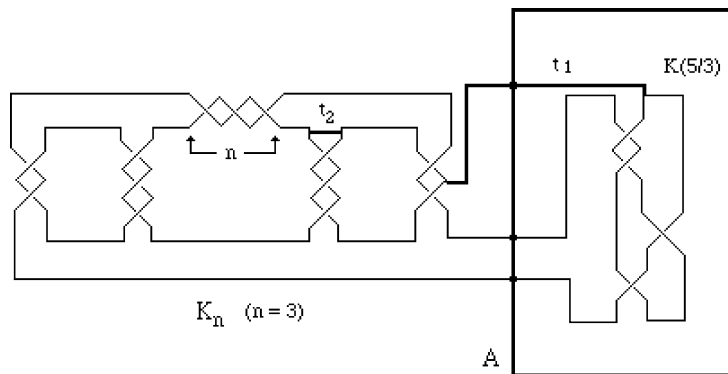 t1 K(5/3)
t2
n
Kn (n = 3)
A